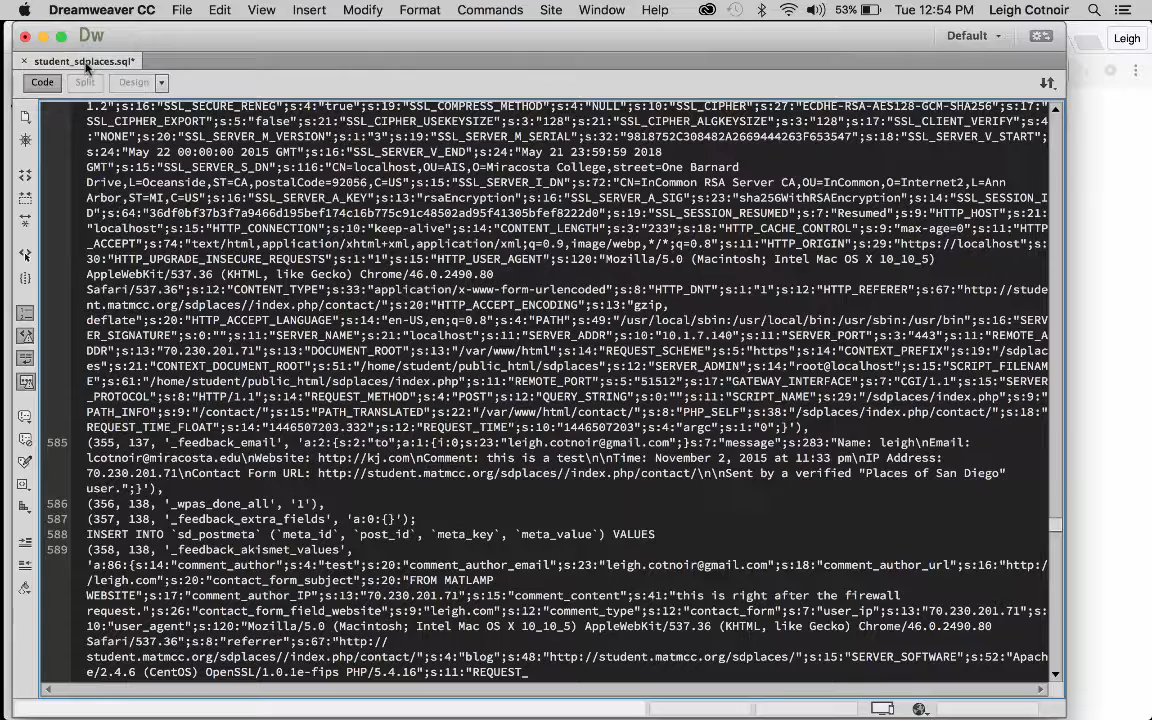 Dreamweaver CC File Edit View Insert Modify Format Commands Site Window Help 53% Tue 12:54 PM Leigh Cotnoir
Dw Default Leigh
× student_sdplaces.sql*
Code Split Design
1.2";s:16:"SSL_SECURE_RENEG";s:4:"true";s:19:"SSL_COMPRESS_METHOD";s:4:"NULL";s:10:"SSL_CIPHER";s:27:"ECDHE-RSA-AES128-GCM-SHA256";s:17:"
SSL_CIPHER_EXPORT";s:5:"false";s:21:"SSL_CIPHER_USEKEYSIZE";s:3:"128";s:21:"SSL_CIPHER_ALGKEYSIZE";s:3:"128";s:17:"SSL_CLIENT_VERIFY";s:4
:"NONE";s:20:"SSL_SERVER_M_VERSION";s:1:"3";s:19:"SSL_SERVER_M_SERIAL";s:32:"9818752C308482A2669444263F653547";s:18:"SSL_SERVER_V_START";
s:24:"May 22 00:00:00 2015 GMT";s:16:"SSL_SERVER_V_END";s:24:"May 21 23:59:59 2018
GMT";s:15:"SSL_SERVER_S_DN";s:116:"CN=localhost,OU=AIS,O=Miracosta College,street=One Barnard
Drive,L=Oceanside,ST=CA,postalCode=92056,C=US";s:15:"SSL_SERVER_I_DN";s:72:"CN=InCommon RSA Server CA,OU=InCommon,O=Internet2,L=Ann
Arbor,ST=MI,C=US";s:16:"SSL_SERVER_A_KEY";s:13:"rsaEncryption";s:16:"SSL_SERVER_A_SIG";s:23:"sha256WithRSAEncryption";s:14:"SSL_SESSION_I
D";s:64:"36df0bf37b3f7a9466d195bef174c16b775c91c48502ad95f41305bfef8222d0";s:19:"SSL_SESSION_RESUMED";s:7:"Resumed";s:9:"HTTP_HOST";s:21:
"localhost";s:15:"HTTP_CONNECTION";s:10:"keep-alive";s:14:"CONTENT_LENGTH";s:3:"233";s:18:"HTTP_CACHE_CONTROL";s:9:"max-age=0";s:11:"HTTP
_ACCEPT";s:74:"text/html,application/xhtml+xml,application/xml;q=0.9,image/webp,*/*;q=0.8";s:11:"HTTP_ORIGIN";s:29:"https://localhost";s:
30:"HTTP_UPGRADE_INSECURE_REQUESTS";s:1:"1";s:15:"HTTP_USER_AGENT";s:120:"Mozilla/5.0 (Macintosh; Intel Mac OS X 10_10_5)
AppleWebKit/537.36 (KHTML, like Gecko) Chrome/46.0.2490.80
Safari/537.36";s:12:"CONTENT_TYPE";s:33:"application/x-www-form-urlencoded";s:8:"HTTP_DNT";s:1:"1";s:12:"HTTP_REFERER";s:67:"http://stude
nt.matmcc.org/sdplaces//index.php/contact/";s:20:"HTTP_ACCEPT_ENCODING";s:13:"gzip,
deflate";s:20:"HTTP_ACCEPT_LANGUAGE";s:14:"en-US,en;q=0.8";s:4:"PATH";s:49:"/usr/local/sbin:/usr/local/bin:/usr/sbin:/usr/bin";s:16:"SERV
ER_SIGNATURE";s:0:"";s:11:"SERVER_NAME";s:21:"localhost";s:11:"SERVER_ADDR";s:10:"10.1.7.140";s:11:"SERVER_PORT";s:3:"443";s:11:"REMOTE_A
DDR";s:13:"70.230.201.71";s:13:"DOCUMENT_ROOT";s:13:"/var/www/html";s:14:"REQUEST_SCHEME";s:5:"https";s:14:"CONTEXT_PREFIX";s:19:"/sdplac
es";s:21:"CONTEXT_DOCUMENT_ROOT";s:51:"/home/student/public_html/sdplaces";s:12:"SERVER_ADMIN";s:14:"root@localhost";s:15:"SCRIPT_FILENAM
E";s:61:"/home/student/public_html/sdplaces/index.php";s:11:"REMOTE_PORT";s:5:"51512";s:17:"GATEWAY_INTERFACE";s:7:"CGI/1.1";s:15:"SERVER
_PROTOCOL";s:8:"HTTP/1.1";s:14:"REQUEST_METHOD";s:4:"POST";s:12:"QUERY_STRING";s:0:"";s:11:"SCRIPT_NAME";s:29:"/sdplaces/index.php";s:9:"
PATH_INFO";s:9:"/contact/";s:15:"PATH_TRANSLATED";s:22:"/var/www/html/contact/";s:8:"PHP_SELF";s:38:"/sdplaces/index.php/contact/";s:18:"
REQUEST_TIME_FLOAT";s:14:"1446507203.332";s:12:"REQUEST_TIME";s:10:"1446507203";s:4:"argc";s:1:"0";}'),
585 (355, 137, '_feedback_email', 'a:2:{s:2:"to";a:1:{i:0;s:23:"leigh.cotnoir@gmail.com";}s:7:"message";s:283:"Name: leigh\nEmail:
lcotnoir@miracosta.edu\nWebsite: http://kj.com\nComment: this is a test\n\nTime: November 2, 2015 at 11:33 pm\nIP Address:
70.230.201.71\nContact Form URL: http://student.matmcc.org/sdplaces//index.php/contact/\n\nSent by a verified "Places of San Diego"
user.";}'),
586 (356, 138, '_wpas_done_all', '1'),
587 (357, 138, '_feedback_extra_fields', 'a:0:{}');
588 INSERT INTO `sd_postmeta` (`meta_id`, `post_id`, `meta_key`, `meta_value`) VALUES
589 (358, 138, '_feedback_akismet_values',
'a:86:{s:14:"comment_author";s:4:"test";s:20:"comment_author_email";s:23:"leigh.cotnoir@gmail.com";s:18:"comment_author_url";s:16:"http:/
/leigh.com";s:20:"contact_form_subject";s:20:"FROM MATLAMP
WEBSITE";s:17:"comment_author_IP";s:13:"70.230.201.71";s:15:"comment_content";s:41:"this is right after the firewall
request.";s:26:"contact_form_field_website";s:9:"leigh.com";s:12:"comment_type";s:12:"contact_form";s:7:"user_ip";s:13:"70.230.201.71";s:
10:"user_agent";s:120:"Mozilla/5.0 (Macintosh; Intel Mac OS X 10_10_5) AppleWebKit/537.36 (KHTML, like Gecko) Chrome/46.0.2490.80
Safari/537.36";s:8:"referrer";s:67:"http://
student.matmcc.org/sdplaces//index.php/contact/";s:4:"blog";s:48:"http://student.matmcc.org/sdplaces/";s:15:"SERVER_SOFTWARE";s:52:"Apach
e/2.4.6 (CentOS) OpenSSL/1.0.1e-fips PHP/5.4.16";s:11:"REQUEST_